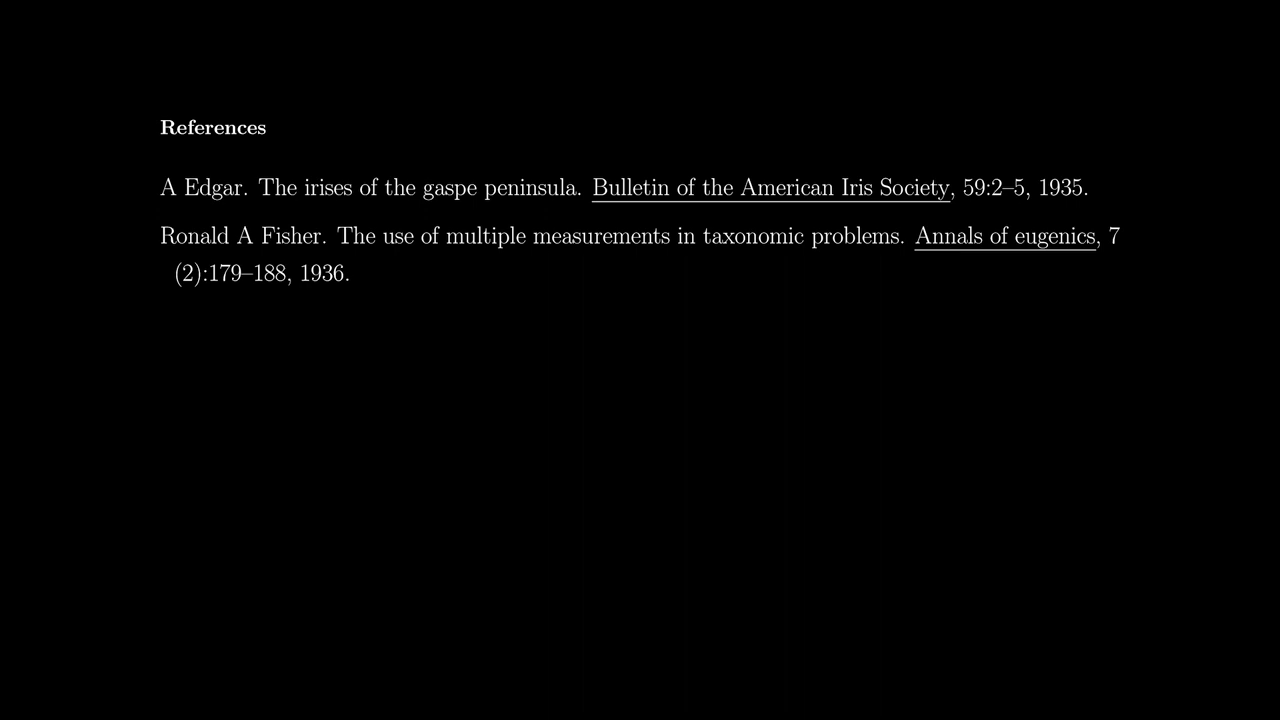 References
A Edgar. The irises of the gaspe peninsula. Bulletin of the American Iris Society, 59:2–5, 1935.
Ronald A Fisher. The use of multiple measurements in taxonomic problems. Annals of eugenics, 7
(2):179–188, 1936.